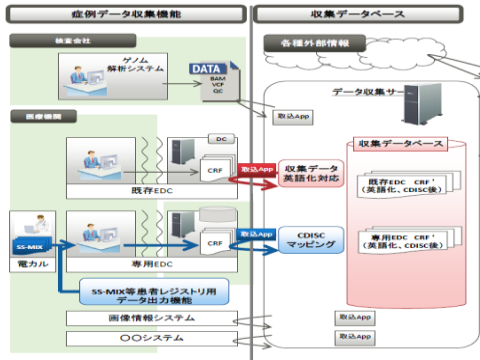 症例データ収集機能
収集データベース
検査会社
ゲノム
解析システム
DATA
BAM
VCF
QC
各種外部情報
データ収集サー
取込App
医療機関
DC
CRF
既存EDC
取込App
収集データ
英語化対応
収集データベース
既存EDC CRF'
(英語化、CDISC後)
SS-MIX
電カル
CRF
専用EDC
取込App
CDISC
マッピング
専用EDC CRF'
(英語化、CDISC後)
SS-MIX等患者レジストリ用
データ出力機能
画像情報システム
取込App
〇〇システム
取込App